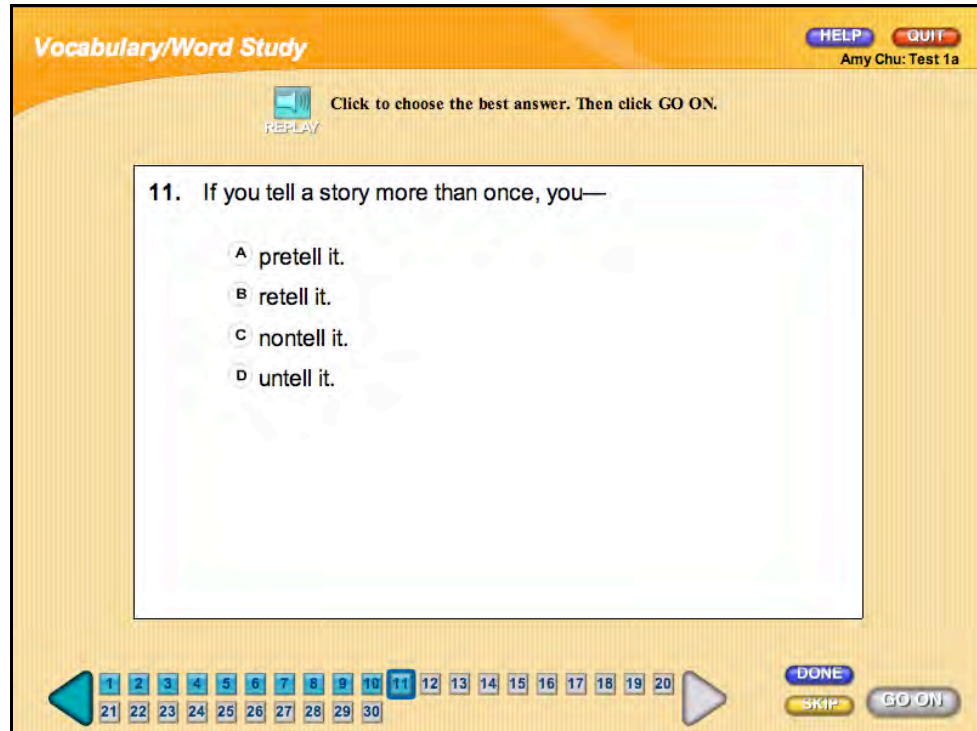 Vocabulary/Word Study
HELP QUIT
Amy Chu: Test 1a
Click to choose the best answer. Then click GO ON.
REPLAY
11. If you tell a story more than once, you—
A pretell it.
B retell it.
C nontell it.
D untell it.
1 2 3 4 5 6 7 8 9 10 11 12 13 14 15 16 17 18 19 20
21 22 23 24 25 26 27 28 29 30
DONE
SKIP
GO ON